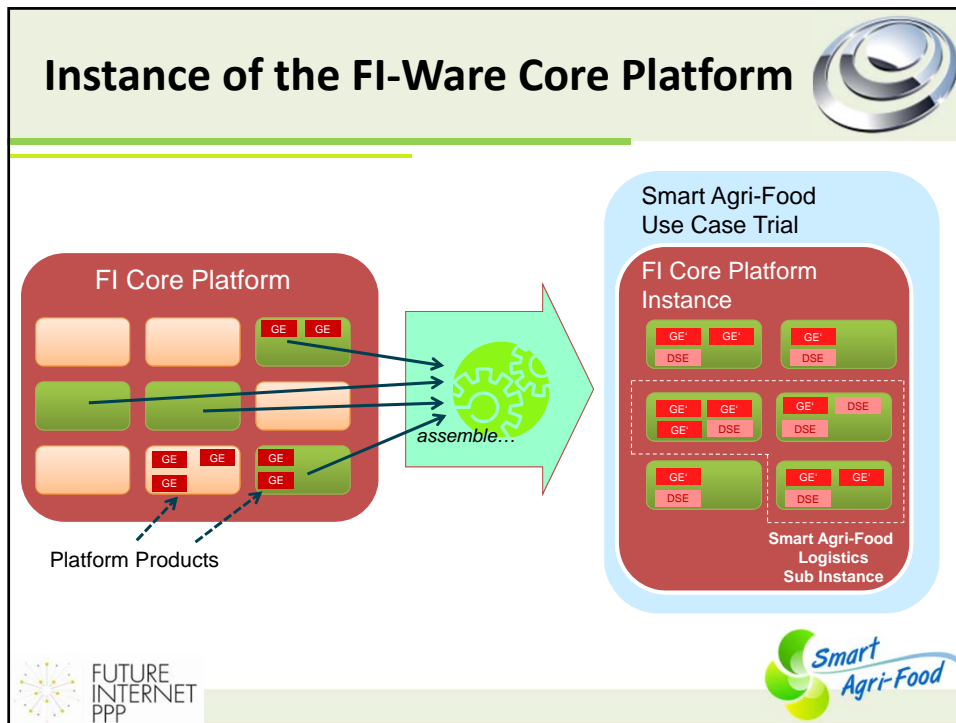 Instance of the FI-Ware Core Platform
FI Core Platform
GE GE
GE GE
GE
GE
GE
Platform Products
assemble…
Smart Agri-Food
Use Case Trial
FI Core Platform
Instance
GE‘ GE‘
DSE
GE‘
DSE
GE‘ GE‘
GE‘ DSE
GE‘ DSE
DSE
GE‘
DSE
GE‘ GE‘
DSE
Smart Agri-Food
Logistics
Sub Instance
FUTURE
INTERNET
PPP
Smart
Agri-Food